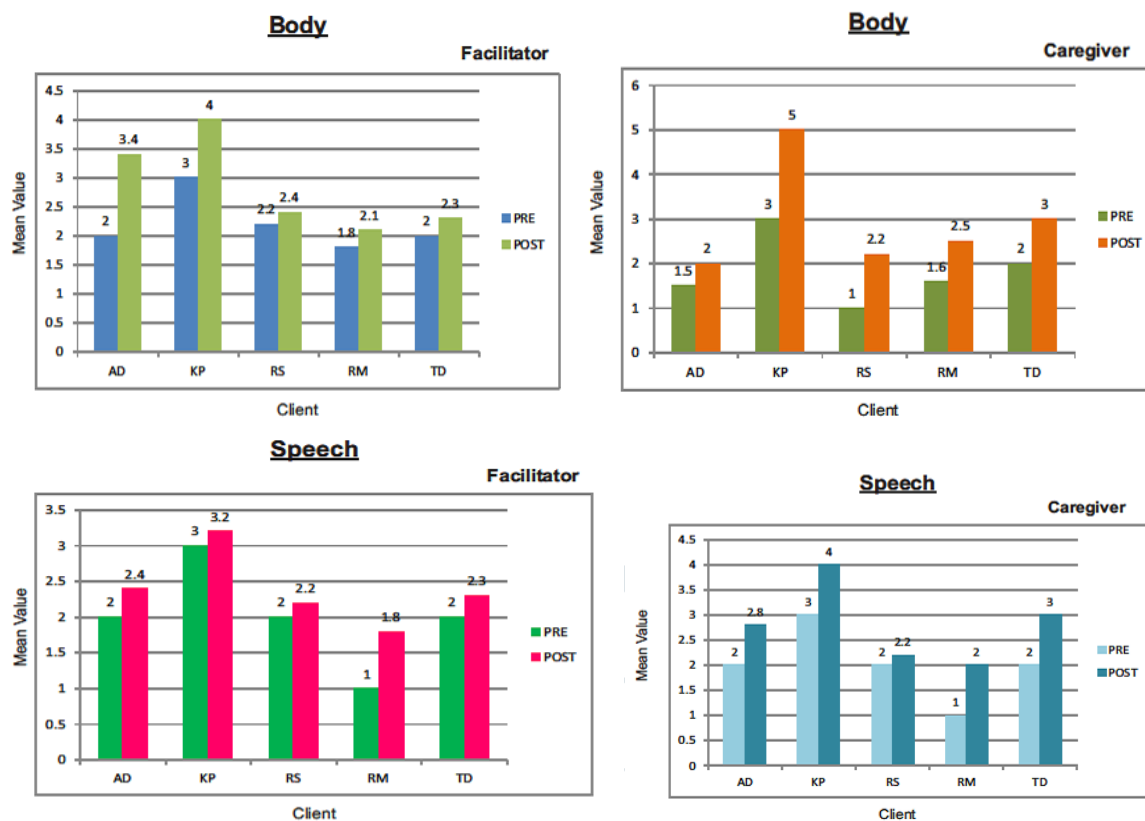 Body
Facilitator
4.5
4
3.5
3
2.5
2
1.5
1
0.5
0
Mean Value
2 3.4 3 4 2.2 2.4 1.8 2.1 2 2.3
PRE
POST
AD KP RS RM TD
Client
Body
Caregiver
6
5
4
3
2
1
0
Mean Value
1.5 2 3 5 1 2.2 1.6 2.5 2 3
PRE
POST
AD KP RS RM TD
Client
Speech
Facilitator
3.5
3
2.5
2
1.5
1
0.5
0
Mean Value
2 2.4 3 3.2 2 2.2 1 1.8 2 2.3
PRE
POST
AD KP RS RM TD
Client
Speech
Caregiver
4.5
4
3.5
3
2.5
2
1.5
1
0.5
0
Mean Value
2 2.8 3 4 2 2.2 1 2 2 3
PRE
POST
AD KP RS RM TD
Client